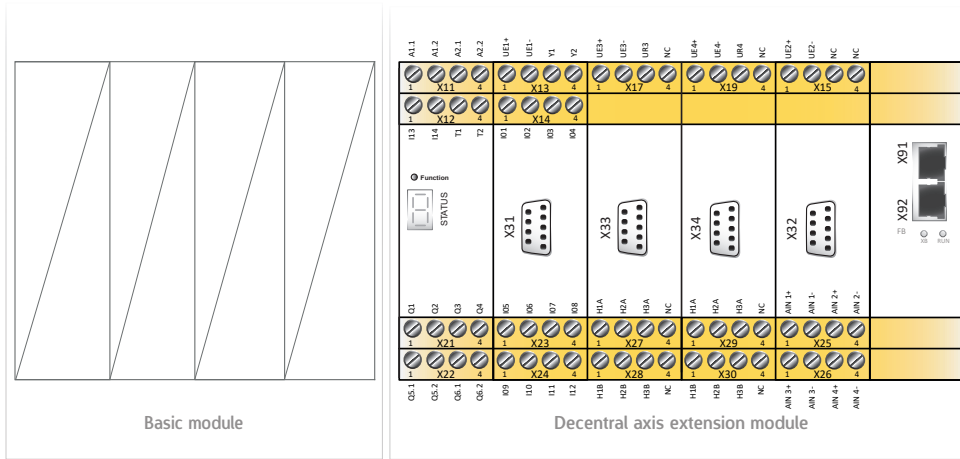 A1.1 A1.2 A2.1 A2.2 UE1+ UE1- Y1 Y2 UE3+ UE3- UR3 NC UE4+ UE4- UR4 NC UE2+ UE2- NC NC
1 X11 4 1 X13 4 1 X17 4 1 X19 4 1 X15 4
1 X12 4 1 X14 4
I13 I14 T1 T2 I01 I02 I03 I04
Function
STATUS
X31
X33
X34
X32
X91
X92
FB
XB RUN
Q1 Q2 Q3 Q4 I05 I06 I07 I08 H1A H2A H3A NC H1A H2A H3A NC AIN 1+ AIN 1- AIN 2+ AIN 2-
1 X21 4 1 X23 4 1 X27 4 1 X29 4 1 X25 4
1 X22 4 1 X24 4 1 X28 4 1 X30 4 1 X26 4
Q5.1 Q5.2 Q6.1 Q6.2 I09 I10 I11 I12 H1B H2B H3B NC H1B H2B H3B NC AIN 3+ AIN 3- AIN 4+ AIN 4-
Basic module
Decentral axis extension module